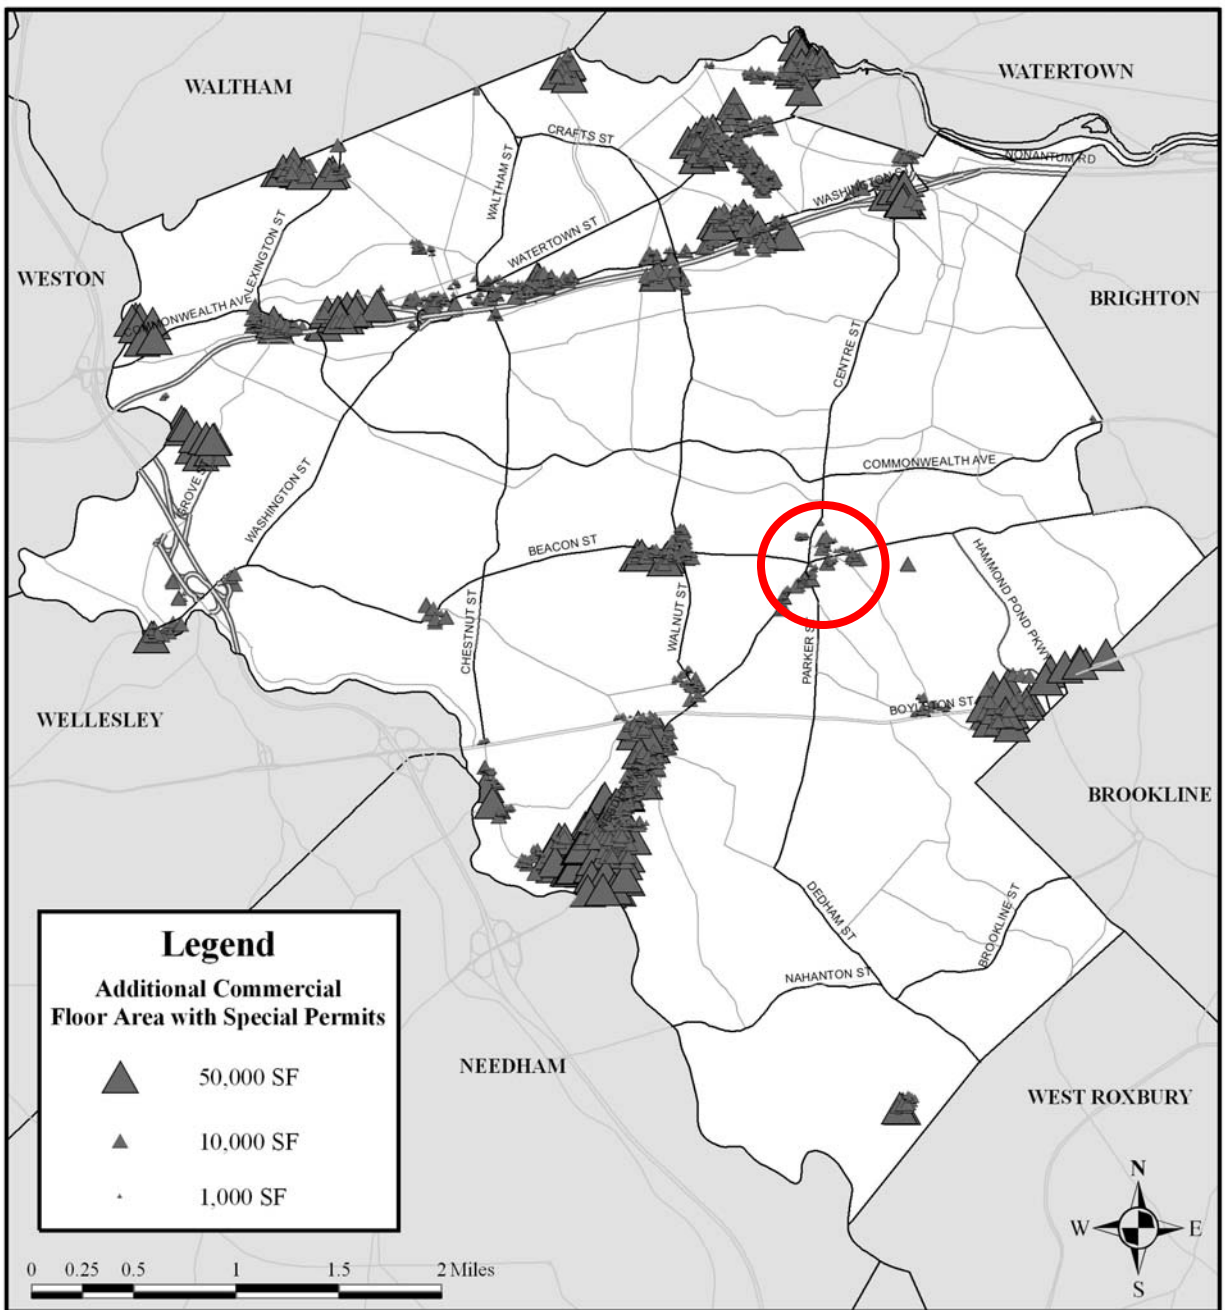 WALTHAM
WATERTOWN
CRAFTS ST
NONANTUM RD
WALTHAM ST
WASHINGTON ST
WATERTOWN ST
LEXINGTON ST
WESTON
BRIGHTON
COMMONWEALTH AVE
CENTRE ST
COMMONWEALTH AVE
GROVE ST
WASHINGTON ST
BEACON ST
HAMMOND POND PKWY
CHESTNUT ST
WALNUT ST
PARKER ST
BOYLSTON ST
WELLESLEY
BROOKLINE
DEDHAM ST
BROOKLINE ST
NAHANTON ST
NEEDHAM
WEST ROXBURY
Legend
Additional Commercial
Floor Area with Special Permits
50,000 SF
10,000 SF
1,000 SF
N
W E
S
0 0.25 0.5 1 1.5 2 Miles